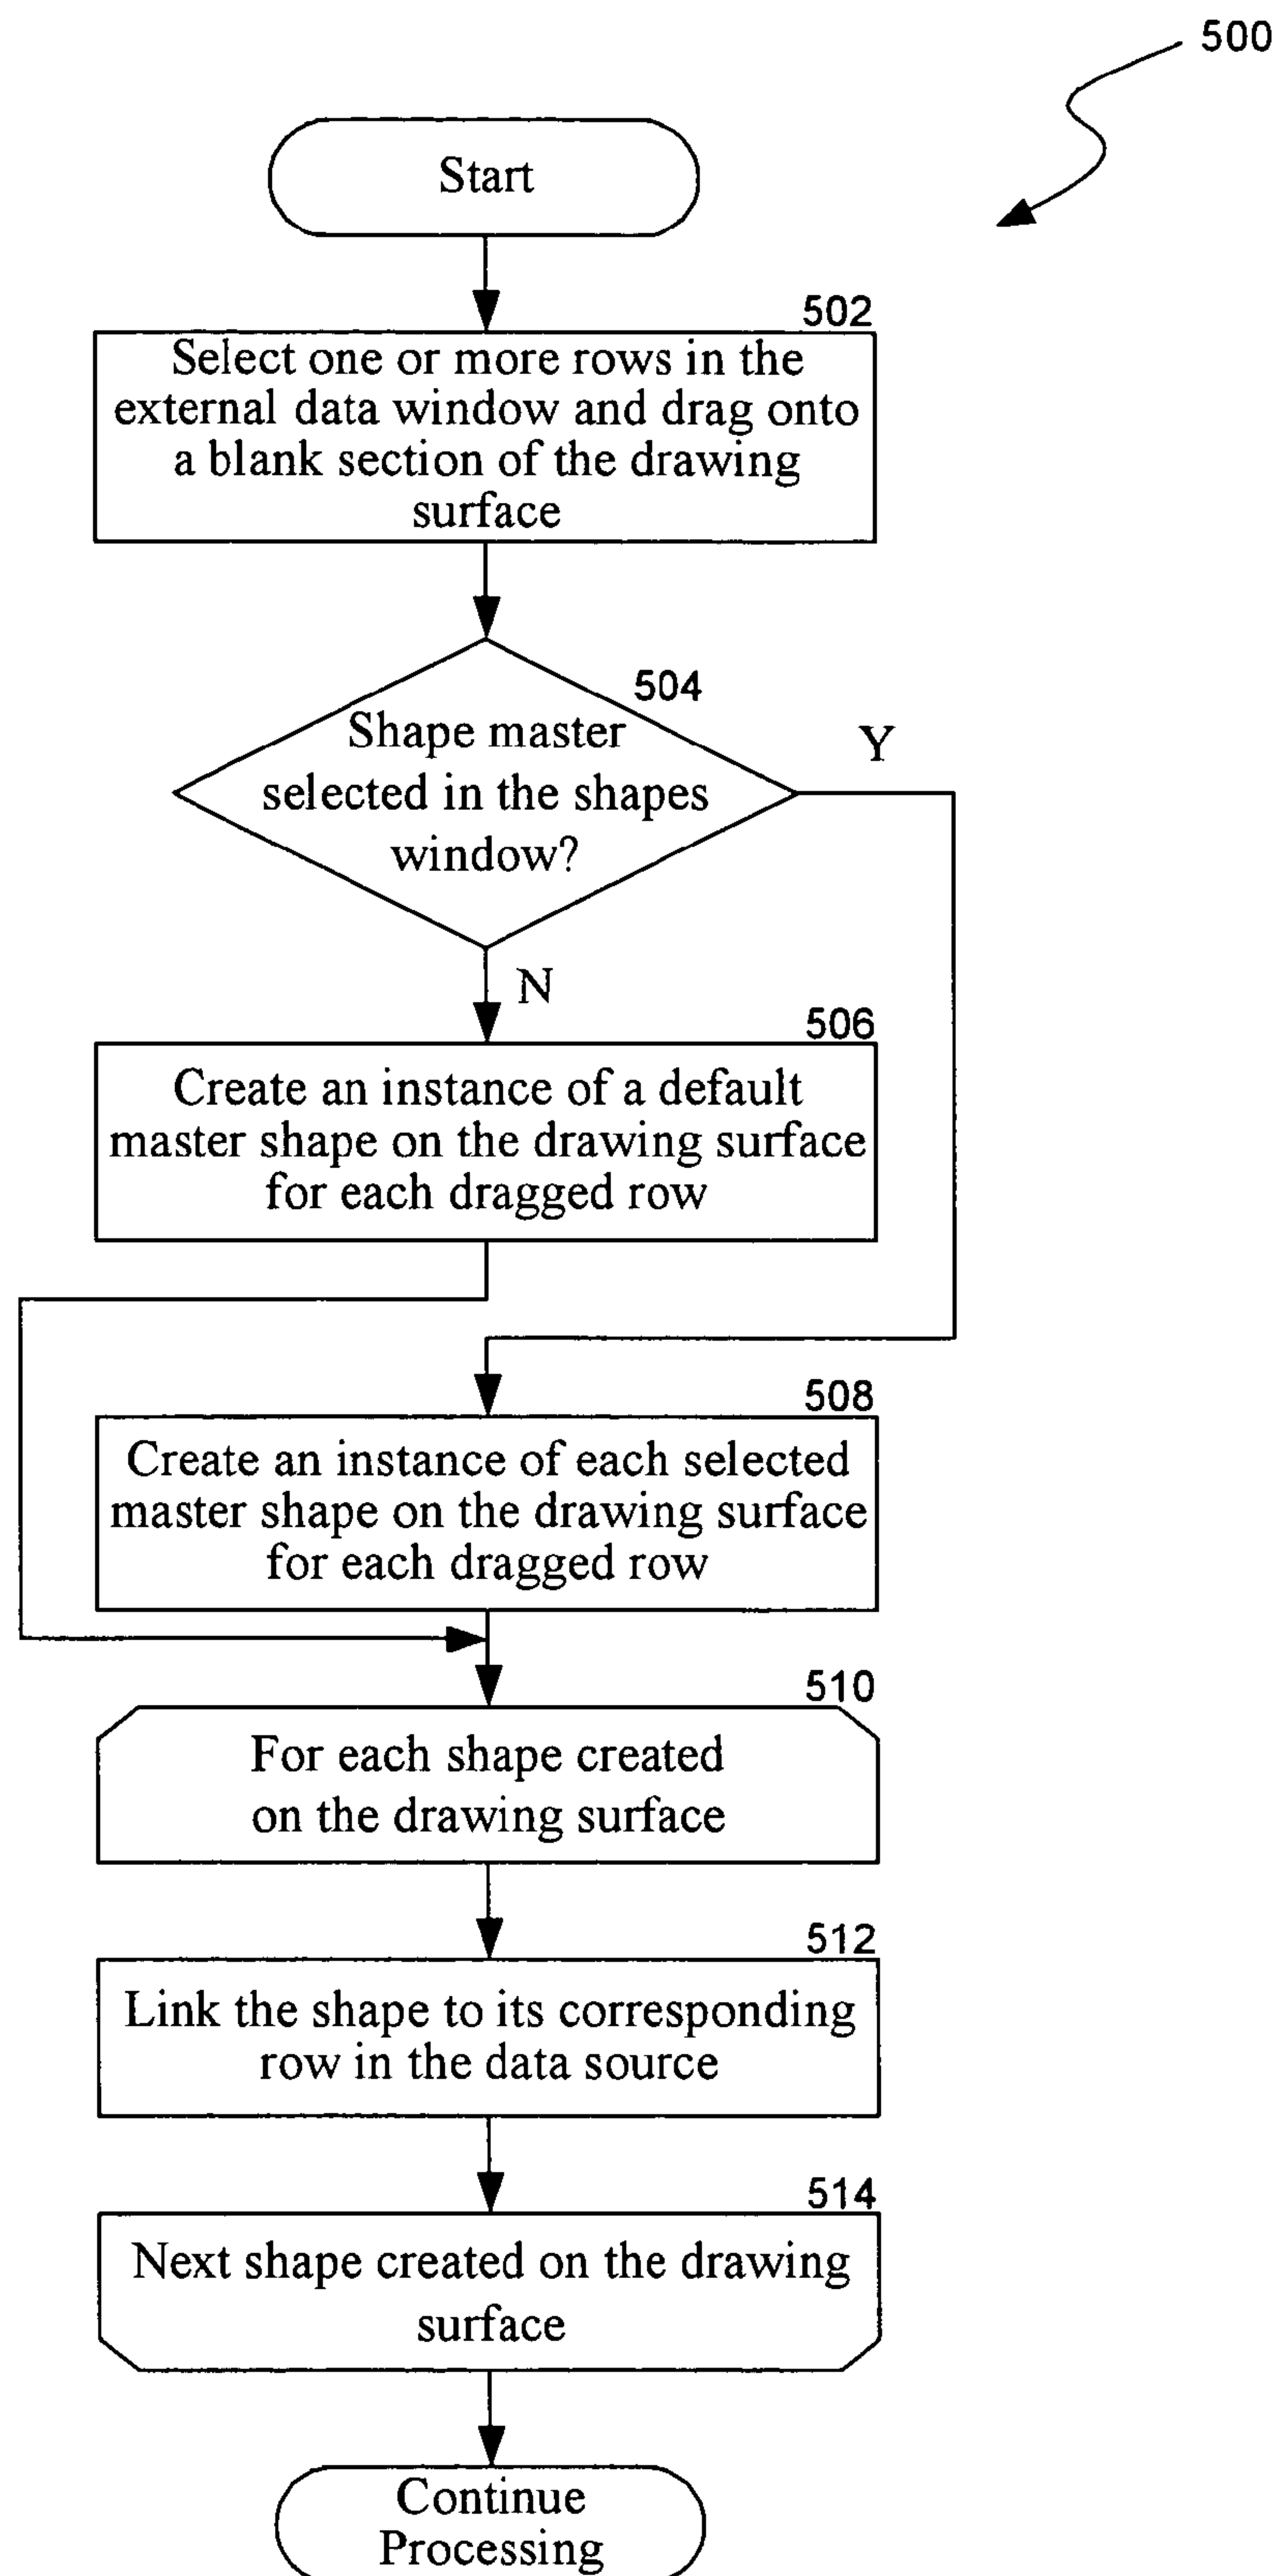 500
Start
502
Select one or more rows in the
external data window and drag onto
a blank section of the drawing
surface
504
Shape master
selected in the shapes
window?
Y
N
506
Create an instance of a default
master shape on the drawing surface
for each dragged row
508
Create an instance of each selected
master shape on the drawing surface
for each dragged row
510
For each shape created
on the drawing surface
512
Link the shape to its corresponding
row in the data source
514
Next shape created on the drawing
surface
Continue
Processing